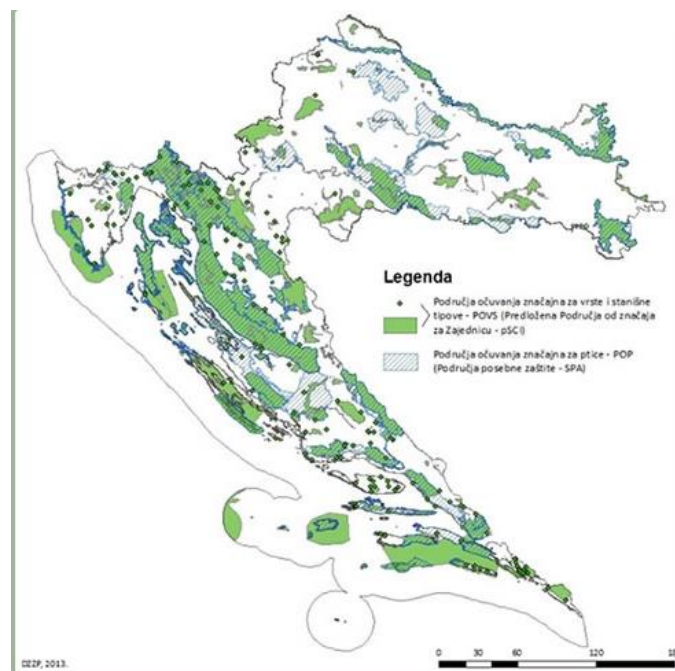 Legenda
Područja očuvanja značajna za vrste i stanišne
tipove - POVS (Predložena Područja od značaja
za Zajednicu - pSCI)
Područja očuvanja značajna za ptice - POP
(Područja posebne zaštite - SPA)
DZZP, 2013.
0 30 60 120